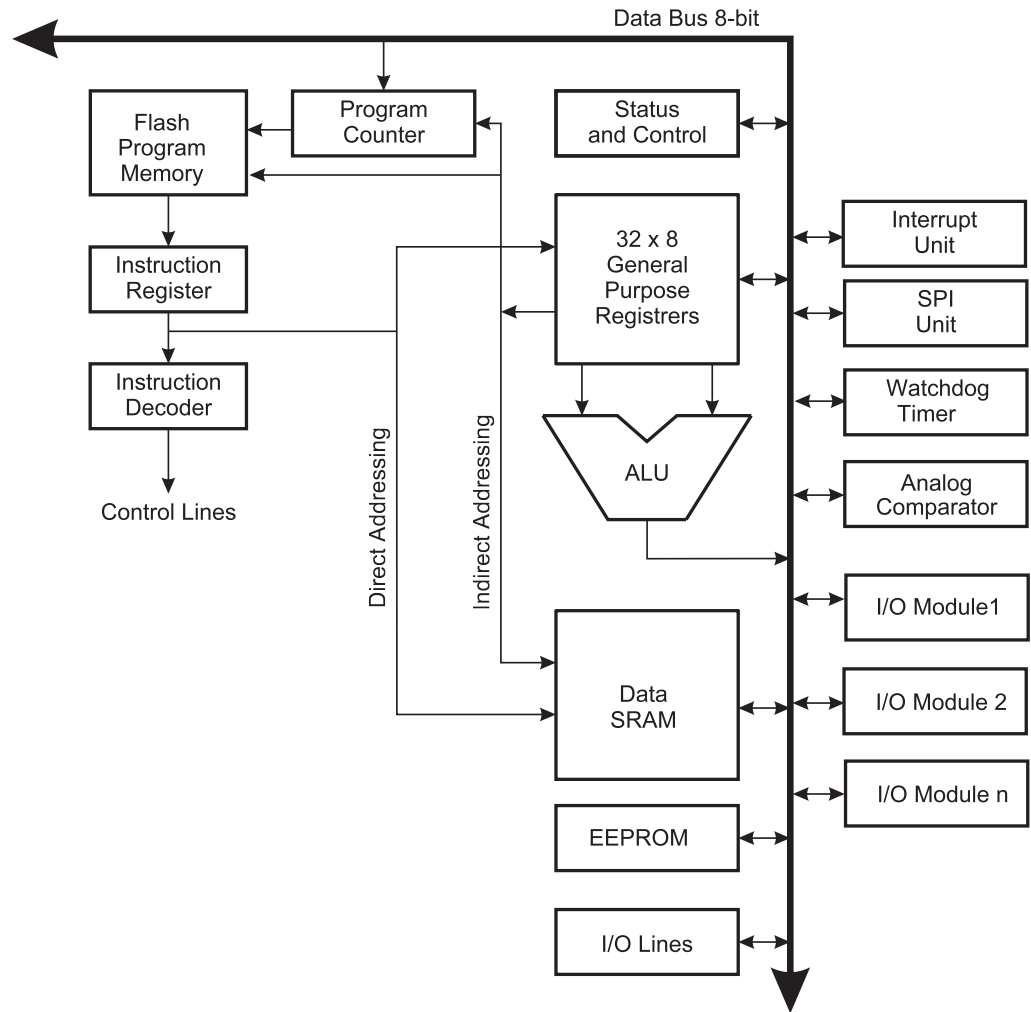 Data Bus 8-bit
Flash
Program
Memory
Program
Counter
Status
and Control
32 x 8
General
Purpose
Registrers
Interrupt
Unit
Instruction
Register
SPI
Unit
Instruction
Decoder
Watchdog
Timer
Control Lines
Direct Addressing
Indirect Addressing
ALU
Analog
Comparator
I/O Module1
Data
SRAM
I/O Module 2
I/O Module n
EEPROM
I/O Lines